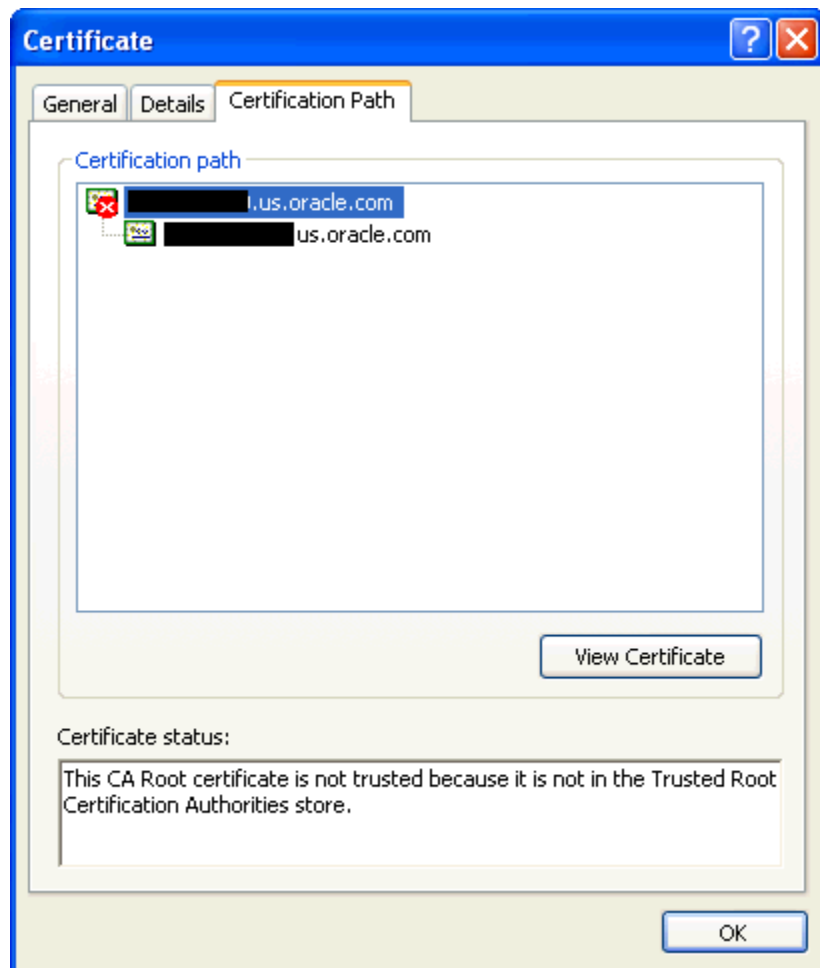 Certificate
General Details Certification Path
Certification path
.us.oracle.com
us.oracle.com
View Certificate
Certificate status:
This CA Root certificate is not trusted because it is not in the Trusted Root
Certification Authorities store.
OK